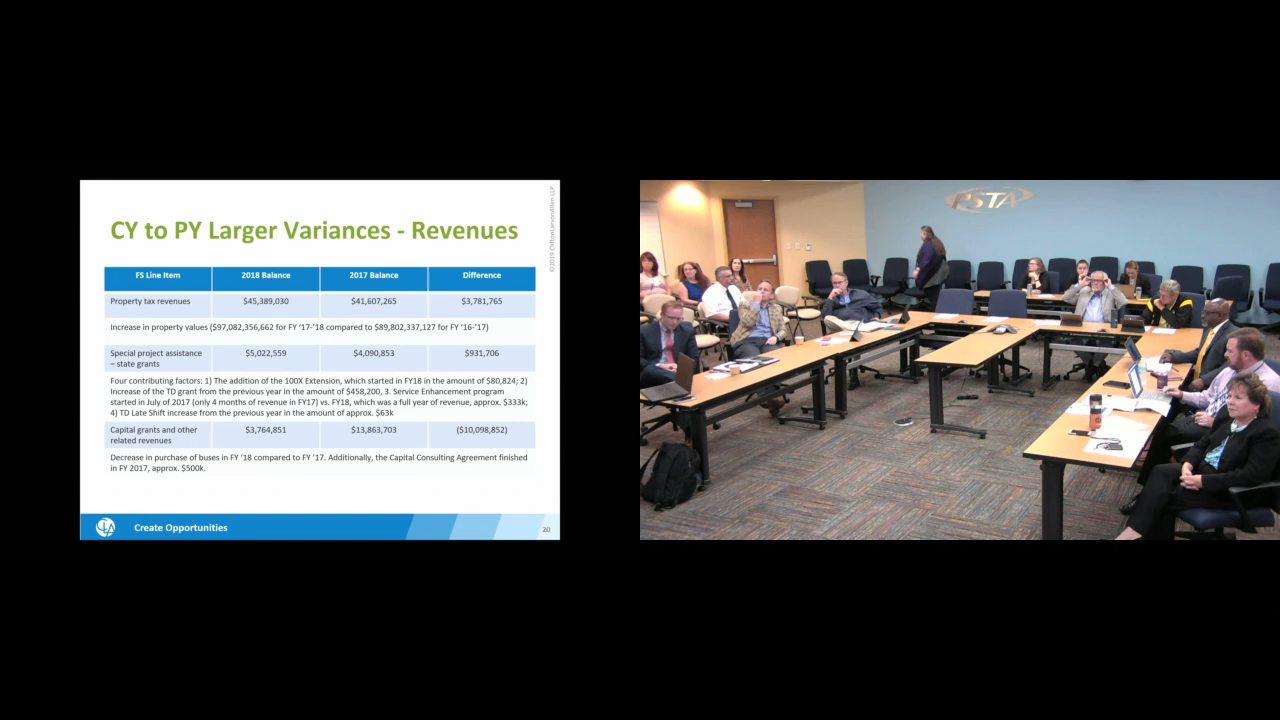 CY to PY Larger Variances - Revenues
©2019 CliftonLarsonAllen LLP
FS Line Item 2018 Balance 2017 Balance Difference
Property tax revenues $45,389,030 $41,607,265 $3,781,765
Increase in property values ($97,082,356,662 for FY '17-'18 compared to $89,802,337,127 for FY '16-'17)
Special project assistance $5,022,559 $4,090,853 $931,706
– state grants
Four contributing factors: 1) The addition of the 100X Extension, which started in FY18 in the amount of $80,824; 2)
Increase of the TD grant from the previous year in the amount of $458,200, 3. Service Enhancement program
started in July of 2017 (only 4 months of revenue in FY17) vs. FY18, which was a full year of revenue, approx. $333k;
4) TD Late Shift increase from the previous year in the amount of approx. $63k
Capital grants and other $3,764,851 $13,863,703 ($10,098,852)
related revenues
Decrease in purchase of buses in FY '18 compared to FY '17. Additionally, the Capital Consulting Agreement finished
in FY 2017, approx. $500k.
CLA Create Opportunities 20
PSTA